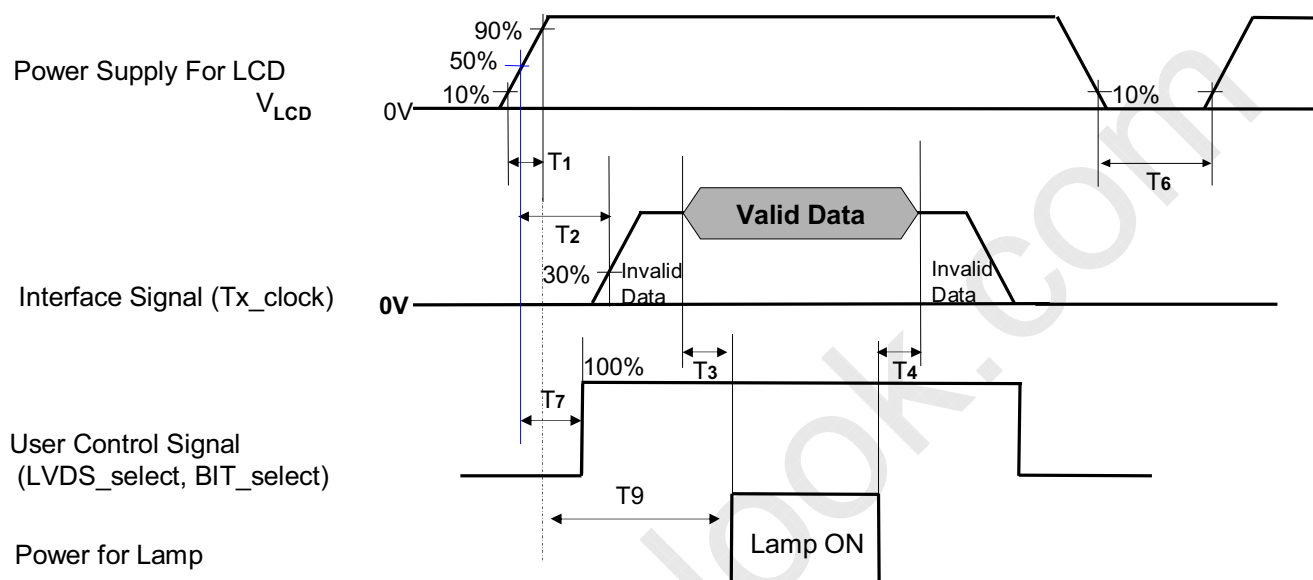 90%
50%
10%
Power Supply For LCD
VLCD
0V
10%
T1
T6
T2
Valid Data
30%
Invalid
Data
Invalid
Data
Interface Signal (Tx_clock)
0V
T3
T4
100%
T7
User Control Signal
(LVDS_select, BIT_select)
T9
Power for Lamp
Lamp ON
look.com